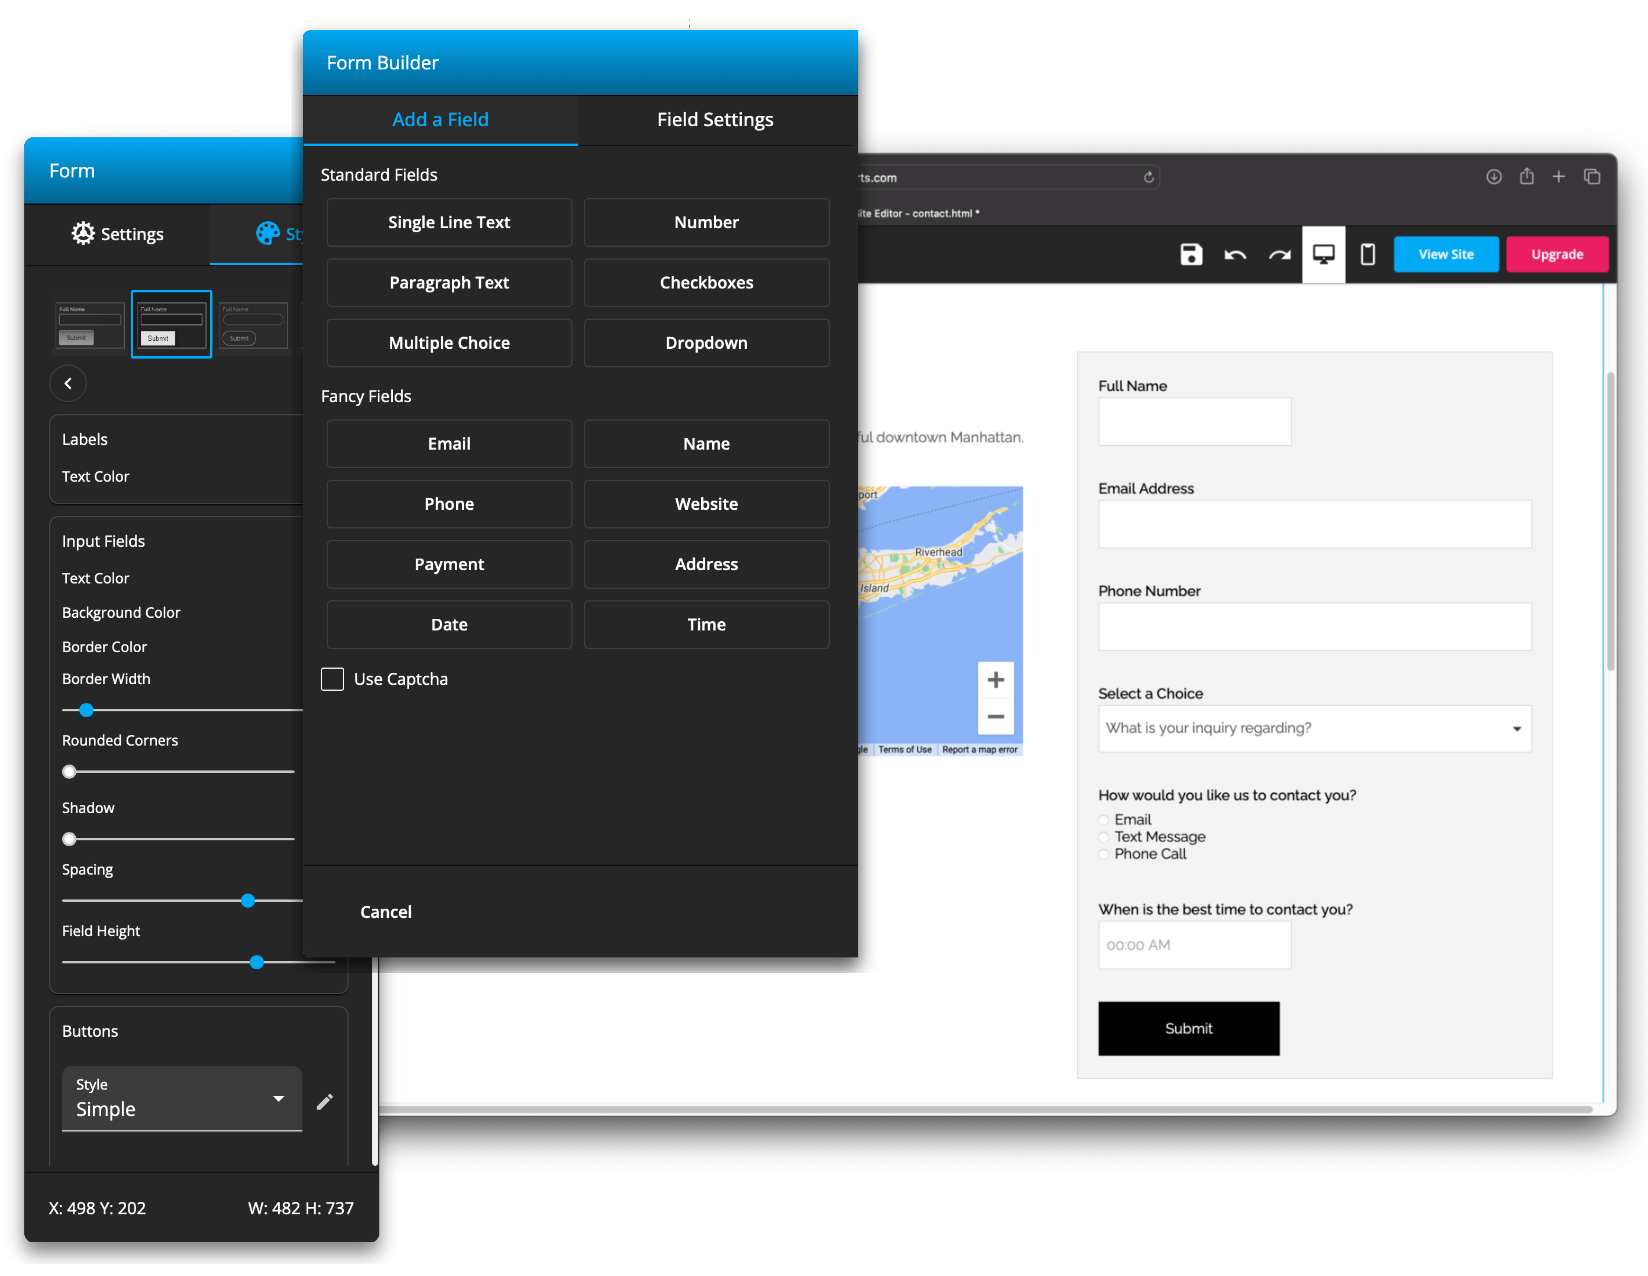 Form Builder
Add a Field
Field Settings
Standard Fields
Single Line Text
Number
Paragraph Text
Checkboxes
Multiple Choice
Dropdown
Fancy Fields
Email
Name
Phone
Website
Payment
Address
Date
Time
Use Captcha
Cancel
Form
Settings
Full Name
Submit
Full Name
Submit
Full Name
Submit
Labels
Text Color
Input Fields
Text Color
Background Color
Border Color
Border Width
Rounded Corners
Shadow
Spacing
Field Height
Buttons
Style
Simple
X: 498 Y: 202
W: 482 H: 737
rts.com
Site Editor - contact.html *
View Site
Upgrade
ful downtown Manhattan.
port
Riverhead
Island
gle
Terms of Use
Report a map error
Full Name
Email Address
Phone Number
Select a Choice
What is your inquiry regarding?
How would you like us to contact you?
Email
Text Message
Phone Call
When is the best time to contact you?
00:00 AM
Submit